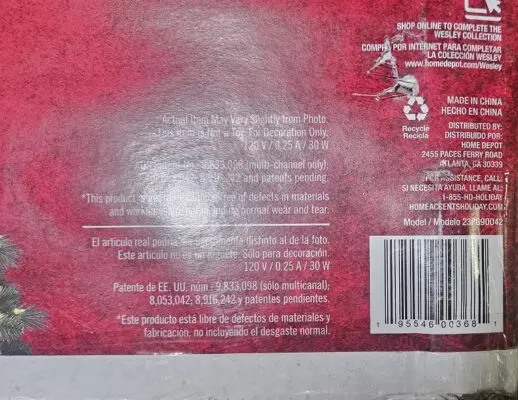 SHOP ONLINE TO COMPLETE THE
WESLEY COLLECTION
POR INTERNET PARA COMPLETAR
LA COLECCIÓN WESLEY
www.homedepot.com/Wesley
Actual Item May Vary Slightly from Photo.
This Item is Not a Toy. For Decoration Only.
120 V / 0.25 A / 30 W
(multi-channel only);
and patents pending.
*This product is free of defects in materials
and normal wear and tear.
El artículo real distinto al de la foto.
Este artículo no es un juguete. Sólo para decoración.
120 V / 0.25 A / 30 W
Patente de EE. UU. núm. 9,833,098 (sólo multicanal);
8,053,042; 8,916,242 y patentes pendientes.
*Este producto está libre de defectos de materiales y
fabricación, no incluyendo el desgaste normal.
Recycle
Recicla
MADE IN CHINA
HECHO EN CHINA
DISTRIBUTED BY:
DISTRIBUIDO POR:
HOME DEPOT
2455 PACES FERRY ROAD
ATLANTA, GA 30339
FOR ASSISTANCE, CALL:
SI NECESITA AYUDA, LLAME AL:
1-855-HD-HOLIDAY
HOMEACCENTSHOLIDAY.COM
Model / Modelo
1 95546 00368 1